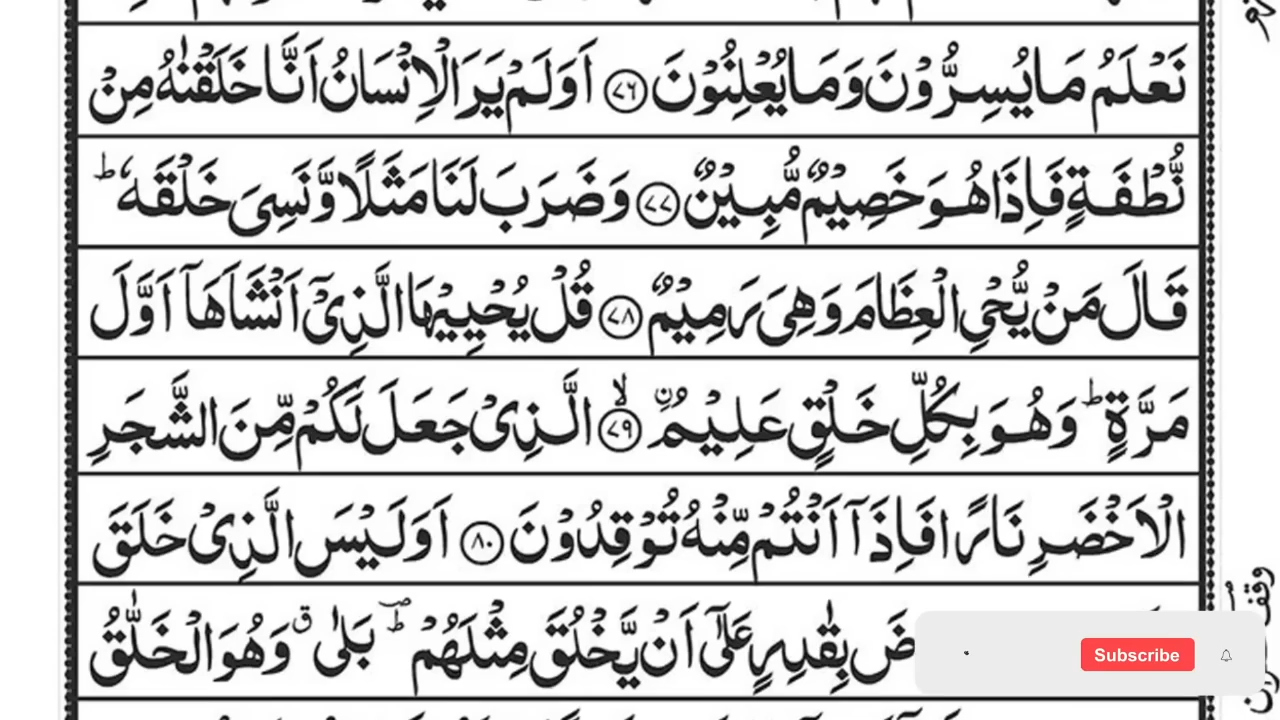 نَعْلَمُ مَا يُسِرُّوْنَ وَمَا يُعْلِنُوْنَ ﴿٧٦﴾ اَوَلَمْ يَرَ الْاِنْسَانُ اَنَّا خَلَقْنٰهُ مِنْ
نُّطْفَةٍ فَاِذَا هُوَ خَصِيْمٌ مُّبِيْنٌ ﴿٧٧﴾ وَضَرَبَ لَنَا مَثَلًا وَّنَسِىَ خَلْقَهٗ ؕ
قَالَ مَنْ يُّحْىِ الْعِظَامَ وَهِىَ رَمِيْمٌ ﴿٧٨﴾ قُلْ يُحْيِيْهَا الَّذِىْٓ اَنْشَاَهَآ اَوَّلَ
مَرَّةٍ ؕ وَهُوَ بِكُلِّ خَلْقٍ عَلِيْمُ ۨ ﴿٧٩﴾ ۙ الَّذِىْ جَعَلَ لَكُمْ مِّنَ الشَّجَرِ
الْاَخْضَرِ نَارًا فَاِذَآ اَنْتُمْ مِّنْهُ تُوْقِدُوْنَ ﴿٨٠﴾ اَوَلَيْسَ الَّذِىْ خَلَقَ
ضَ بِقٰدِرٍ عَلٰٓى اَنْ يَّخْلُقَ مِثْلَهُمْ ؕ بَلٰى ۗ وَهُوَ الْخَلّٰقُ
Subscribe